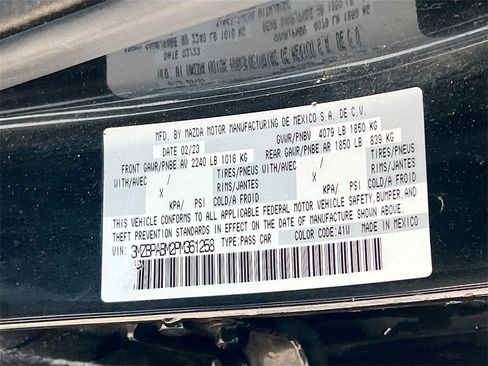 MFD. BY MAZDA MOTOR MANUFACTURING DE MEXICO S.A. DE C.V.
DATE 02/23 GVWR/PNBV 4079 LB 1850 KG
FRONT GAWR/PNBE AV 2240 LB 1016 KG REAR GAWR/PNBE AR 1850 LB 839 KG
WITH/AVEC / TIRES/PNEUS WITH/AVEC / TIRES/PNEUS
X RIMS/JANTES X RIMS/JANTES
KPA/ PSI COLD/A FROID KPA/ PSI COLD/A FROID
THIS VEHICLE CONFORMS TO ALL APPLICABLE FEDERAL MOTOR VEHICLE SAFETY, BUMPER, AND
THEFT PREVENTION STANDARDS IN EFFECT ON THE DATE OF MANUFACTURE SHOWN ABOVE.
VIN: 3MZBPABM2PM361258 TYPE:PASS CAR COLOR CODE:41W MADE IN MEXICO